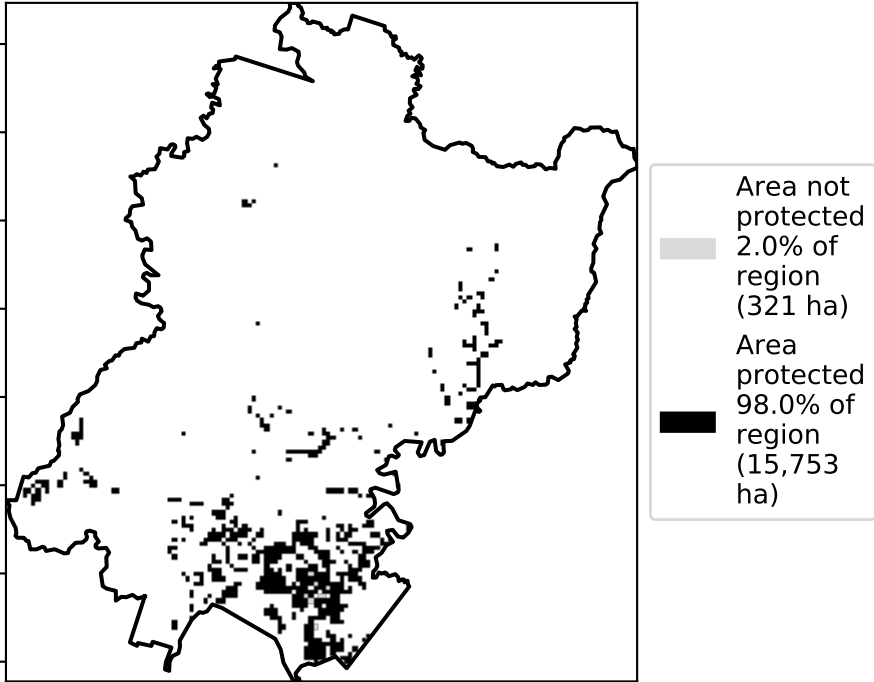 Area not
protected
2.0% of
region
(321 ha)
Area
protected
98.0% of
region
(15,753
ha)